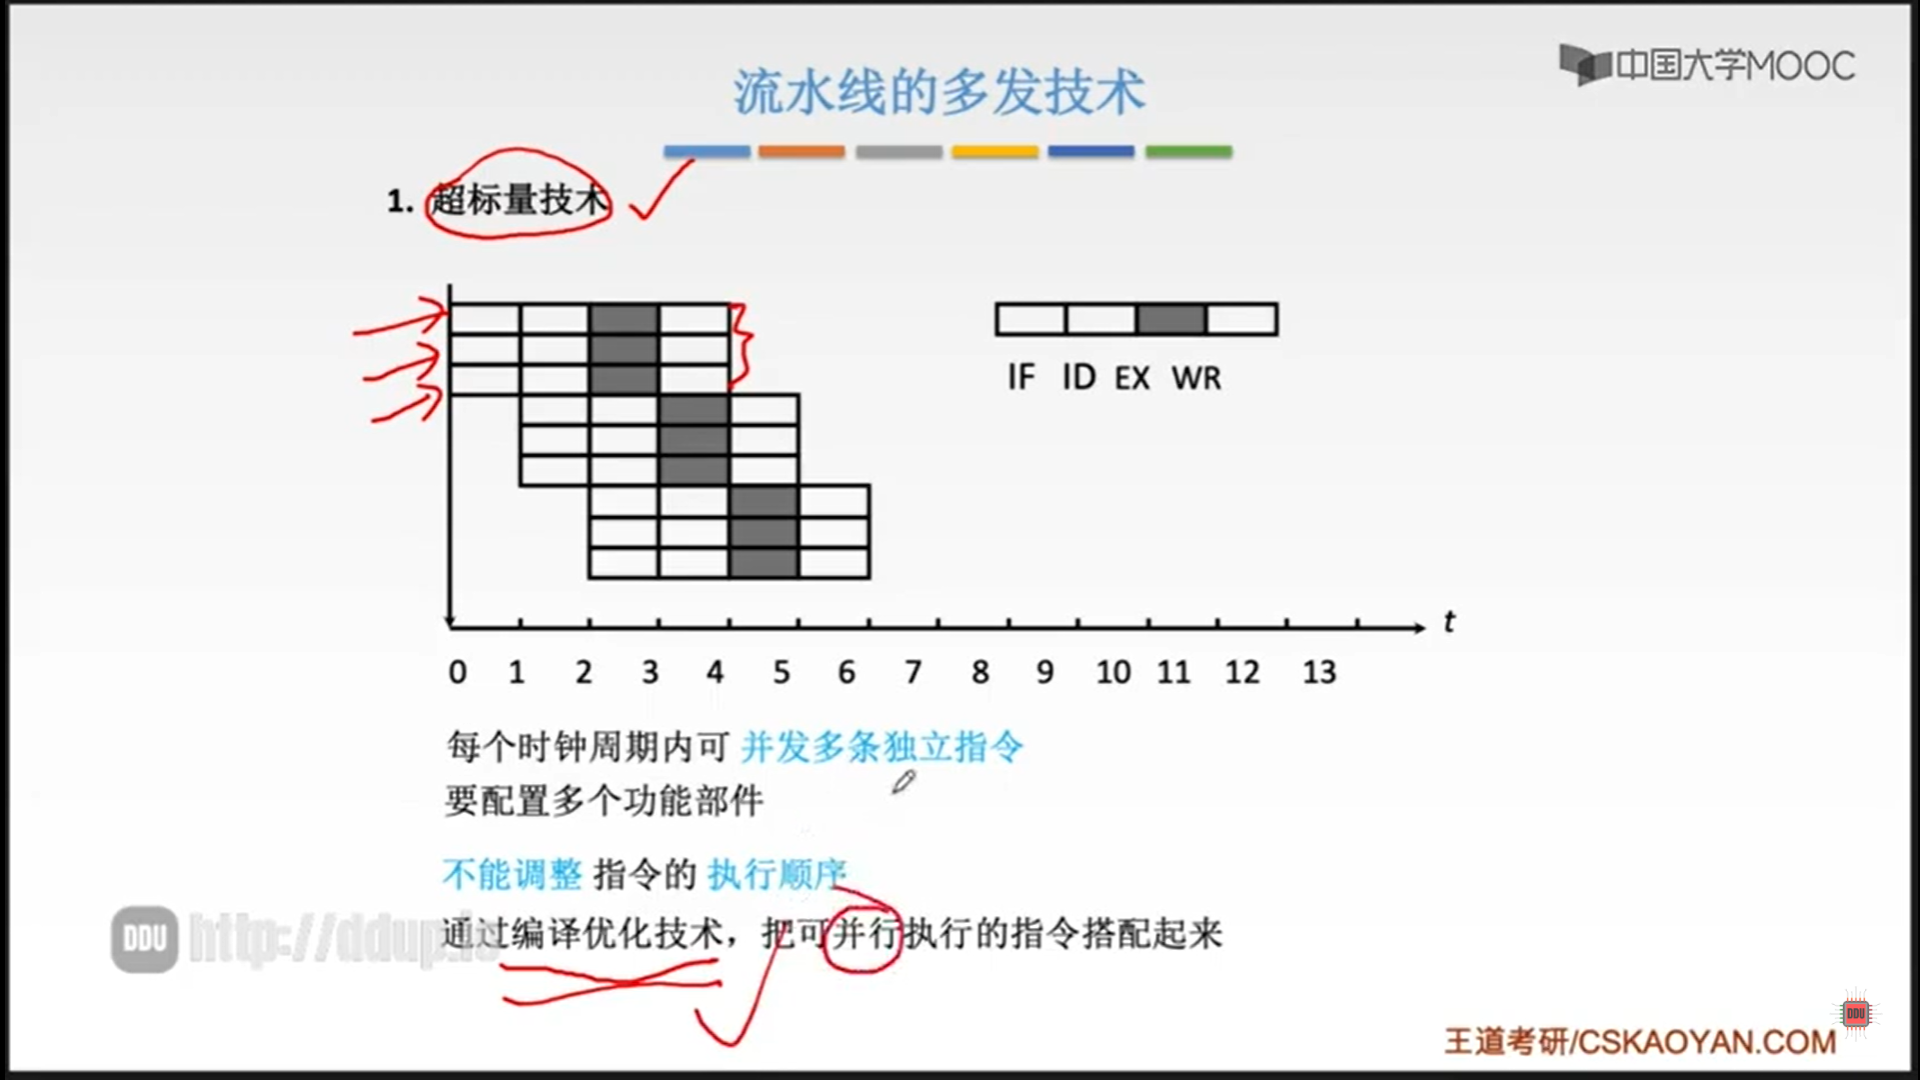 中国大学MOOC
流水线的多发技术
1. 超标量技术
IF ID EX WR
t
0 1 2 3 4 5 6 7 8 9 10 11 12 13
每个时钟周期内可 并发多条独立指令
要配置多个功能部件
不能调整 指令的 执行顺序
通过编译优化技术，把可并行执行的指令搭配起来
DDU http://ddup.is
DDU
王道考研/CSKAOYAN.COM